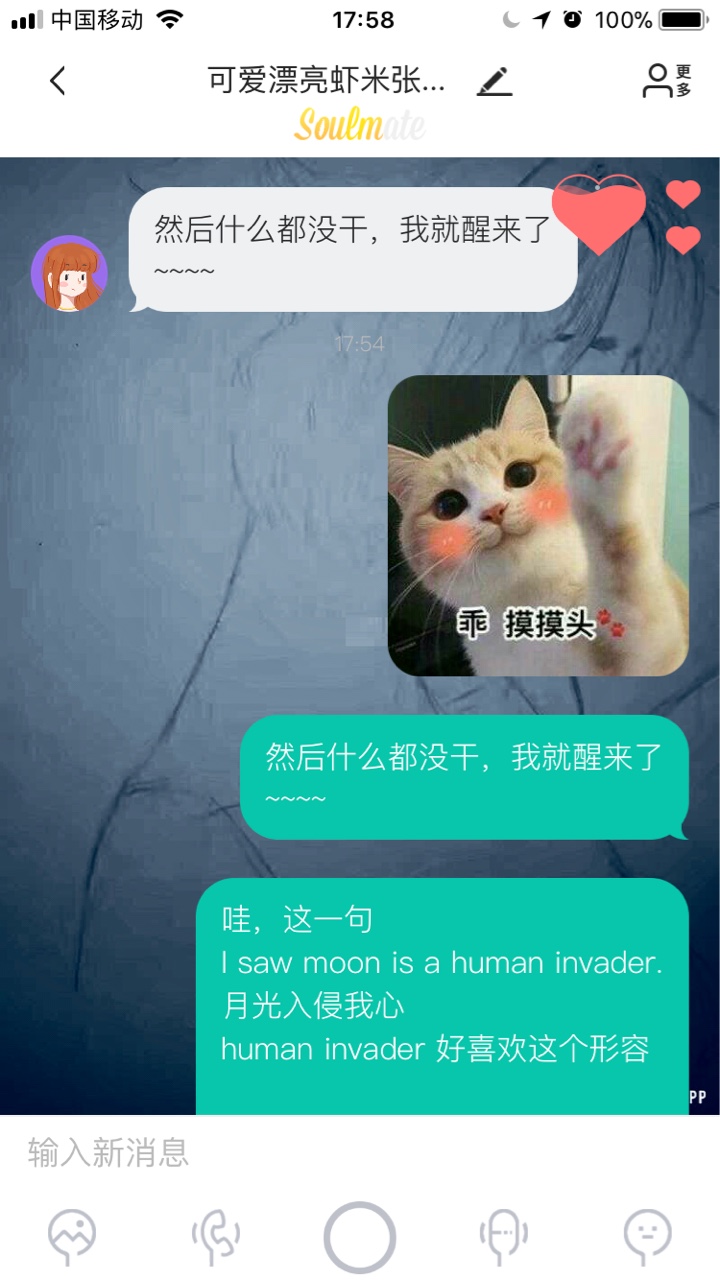 中国移动 17:58 100%
可爱漂亮虾米张... 更多
Soulmate
然后什么都没干，我就醒来了
~~~~
17:54
乖 摸摸头
然后什么都没干，我就醒来了
~~~~
哇，这一句
I saw moon is a human invader.
月光入侵我心
human invader 好喜欢这个形容
PP
输入新消息